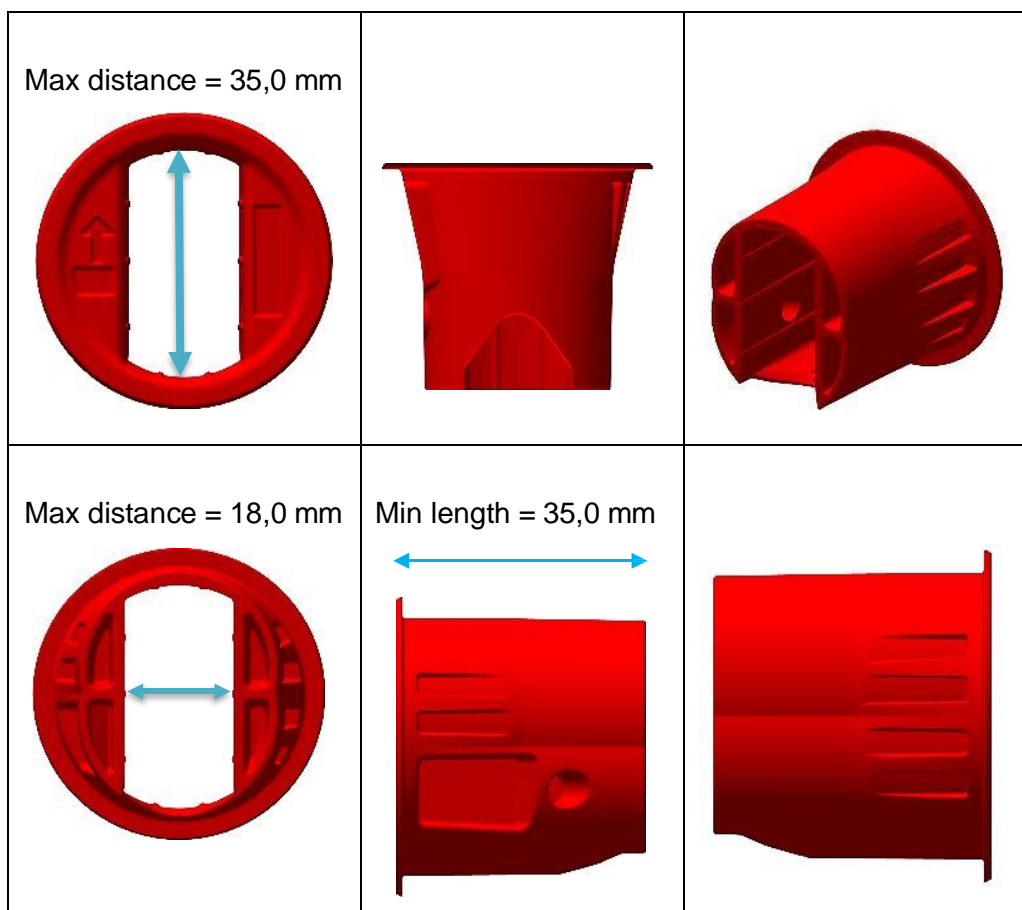 Max distance = 35,0 mm
Max distance = 18,0 mm
Min length = 35,0 mm